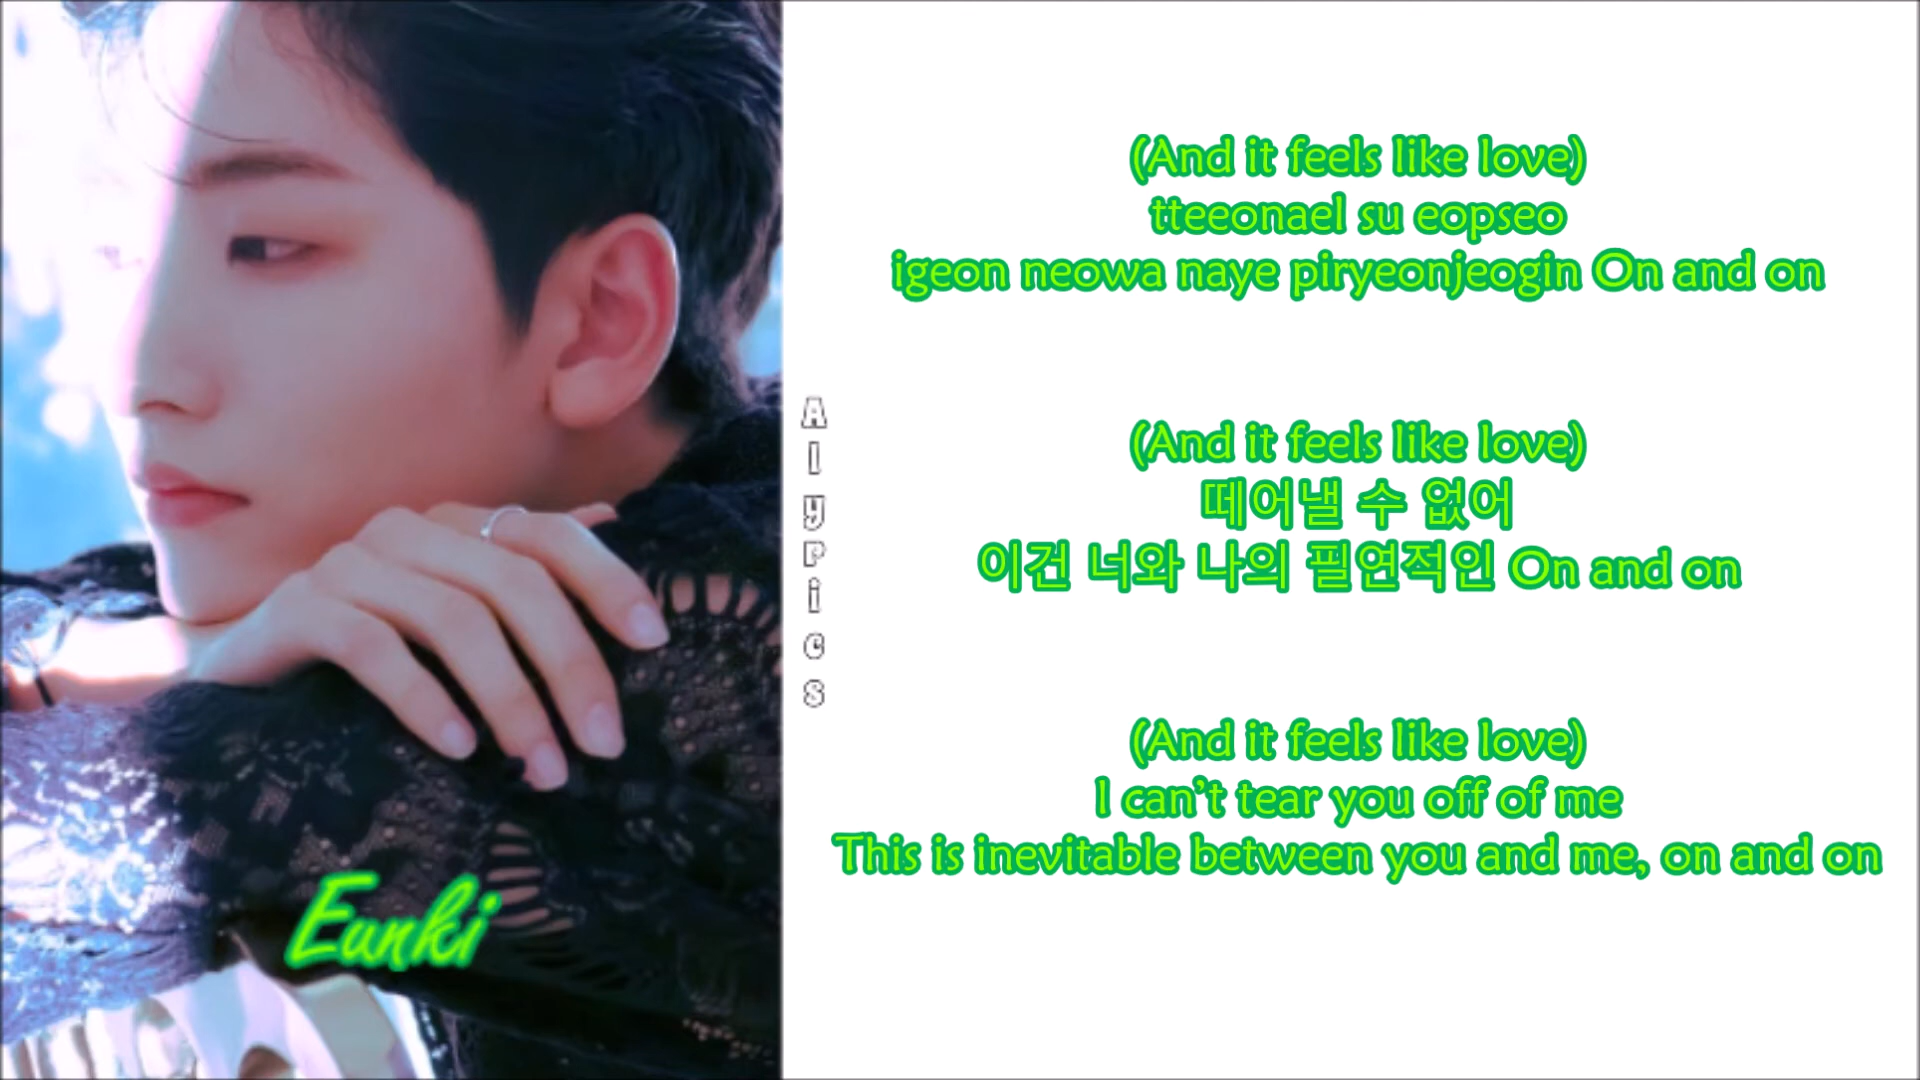 Eunki
Alypics
(And it feels like love)
tteeonael su eopseo
igeon neowa naye piryeonjeogin On and on
(And it feels like love)
떼어낼 수 없어
이건 너와 나의 필연적인 On and on
(And it feels like love)
I can't tear you off of me
This is inevitable between you and me, on and on